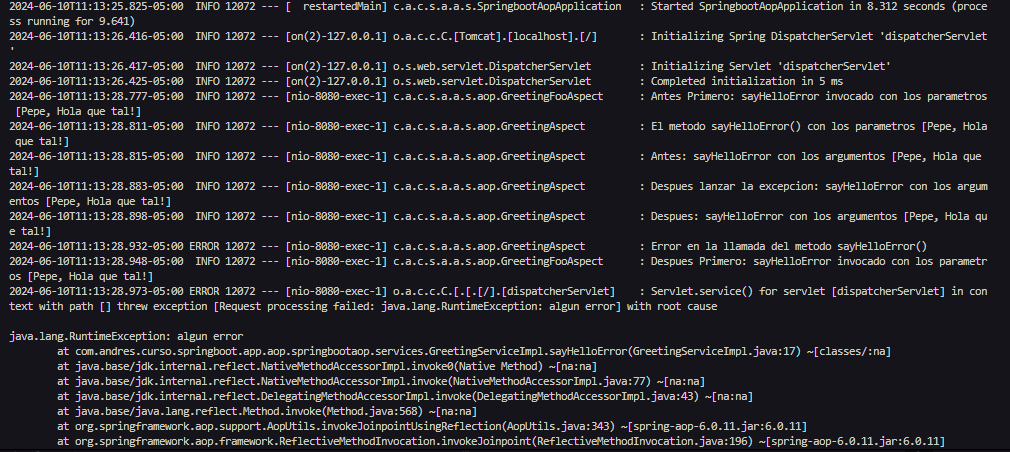 2024-06-10T11:13:25.825-05:00  INFO 12072 --- [  restartedMain] c.a.c.s.a.a.s.SpringbootAopApplication   : Started SpringbootAopApplication in 8.312 seconds (proce
ss running for 9.641)
2024-06-10T11:13:26.416-05:00  INFO 12072 --- [on(2)-127.0.0.1] o.a.c.c.C.[Tomcat].[localhost].[/]       : Initializing Spring DispatcherServlet 'dispatcherServlet
'
2024-06-10T11:13:26.417-05:00  INFO 12072 --- [on(2)-127.0.0.1] o.s.web.servlet.DispatcherServlet        : Initializing Servlet 'dispatcherServlet'
2024-06-10T11:13:26.425-05:00  INFO 12072 --- [on(2)-127.0.0.1] o.s.web.servlet.DispatcherServlet        : Completed initialization in 5 ms
2024-06-10T11:13:28.777-05:00  INFO 12072 --- [nio-8080-exec-1] c.a.c.s.a.a.s.aop.GreetingFooAspect      : Antes Primero: sayHelloError invocado con los parametros
 [Pepe, Hola que tal!]
2024-06-10T11:13:28.811-05:00  INFO 12072 --- [nio-8080-exec-1] c.a.c.s.a.a.s.aop.GreetingAspect         : El metodo sayHelloError() con los parametros [Pepe, Hola
 que tal!]
2024-06-10T11:13:28.815-05:00  INFO 12072 --- [nio-8080-exec-1] c.a.c.s.a.a.s.aop.GreetingAspect         : Antes: sayHelloError con los argumentos [Pepe, Hola que
tal!]
2024-06-10T11:13:28.883-05:00  INFO 12072 --- [nio-8080-exec-1] c.a.c.s.a.a.s.aop.GreetingAspect         : Despues lanzar la excepcion: sayHelloError con los argum
entos [Pepe, Hola que tal!]
2024-06-10T11:13:28.898-05:00  INFO 12072 --- [nio-8080-exec-1] c.a.c.s.a.a.s.aop.GreetingAspect         : Despues: sayHelloError con los argumentos [Pepe, Hola qu
e tal!]
2024-06-10T11:13:28.932-05:00 ERROR 12072 --- [nio-8080-exec-1] c.a.c.s.a.a.s.aop.GreetingAspect         : Error en la llamada del metodo sayHelloError()
2024-06-10T11:13:28.948-05:00  INFO 12072 --- [nio-8080-exec-1] c.a.c.s.a.a.s.aop.GreetingFooAspect      : Despues Primero: sayHelloError invocado con los parametr
os [Pepe, Hola que tal!]
2024-06-10T11:13:28.973-05:00 ERROR 12072 --- [nio-8080-exec-1] o.a.c.c.C.[.[.[/].[dispatcherServlet]    : Servlet.service() for servlet [dispatcherServlet] in con
text with path [] threw exception [Request processing failed: java.lang.RuntimeException: algun error] with root cause

java.lang.RuntimeException: algun error
        at com.andres.curso.springboot.app.aop.springbootaop.services.GreetingServiceImpl.sayHelloError(GreetingServiceImpl.java:17) ~[classes/:na]
        at java.base/jdk.internal.reflect.NativeMethodAccessorImpl.invoke0(Native Method) ~[na:na]
        at java.base/jdk.internal.reflect.NativeMethodAccessorImpl.invoke(NativeMethodAccessorImpl.java:77) ~[na:na]
        at java.base/jdk.internal.reflect.DelegatingMethodAccessorImpl.invoke(DelegatingMethodAccessorImpl.java:43) ~[na:na]
        at java.base/java.lang.reflect.Method.invoke(Method.java:568) ~[na:na]
        at org.springframework.aop.support.AopUtils.invokeJoinpointUsingReflection(AopUtils.java:343) ~[spring-aop-6.0.11.jar:6.0.11]
        at org.springframework.aop.framework.ReflectiveMethodInvocation.invokeJoinpoint(ReflectiveMethodInvocation.java:196) ~[spring-aop-6.0.11.jar:6.0.11]